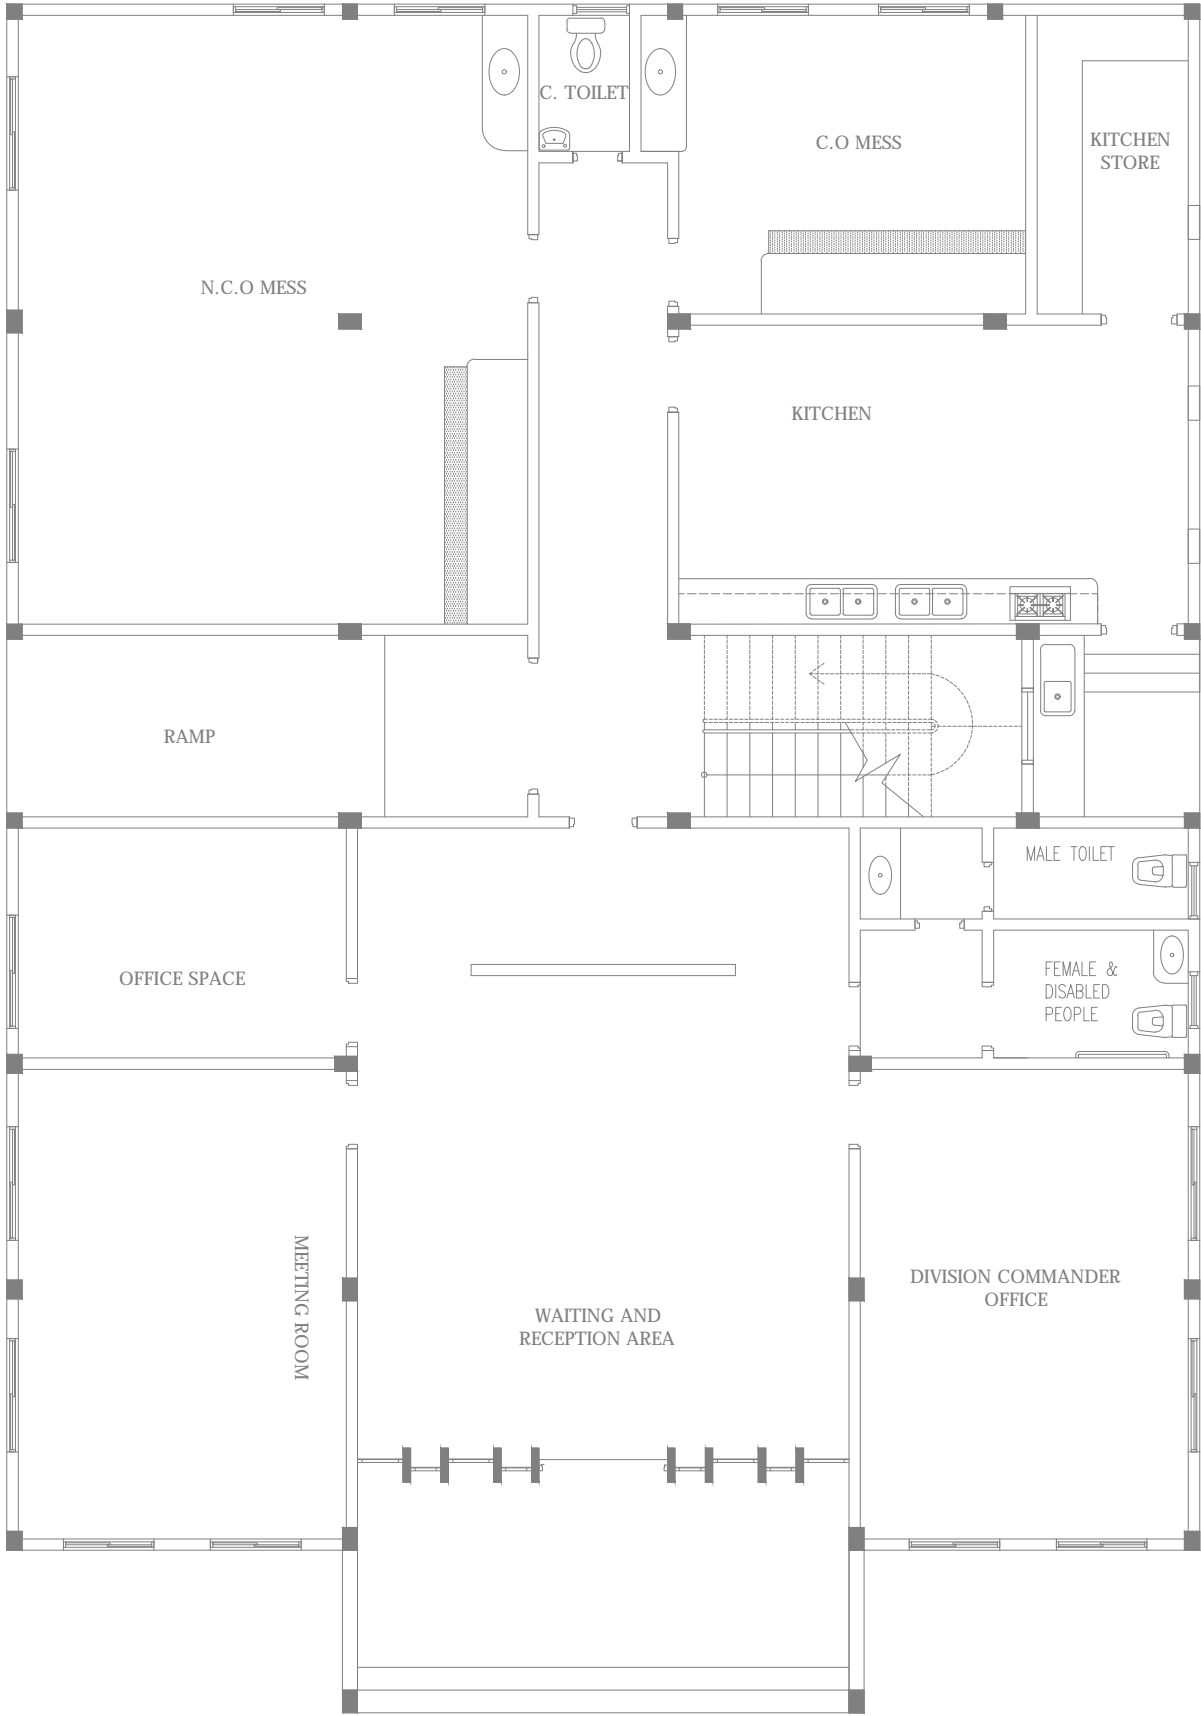 C. TOILET
C.O MESS
KITCHEN
STORE
N.C.O MESS
KITCHEN
RAMP
MALE TOILET
OFFICE SPACE
FEMALE &
DISABLED
PEOPLE
MEETING ROOM
DIVISION COMMANDER
OFFICE
WAITING AND
RECEPTION AREA